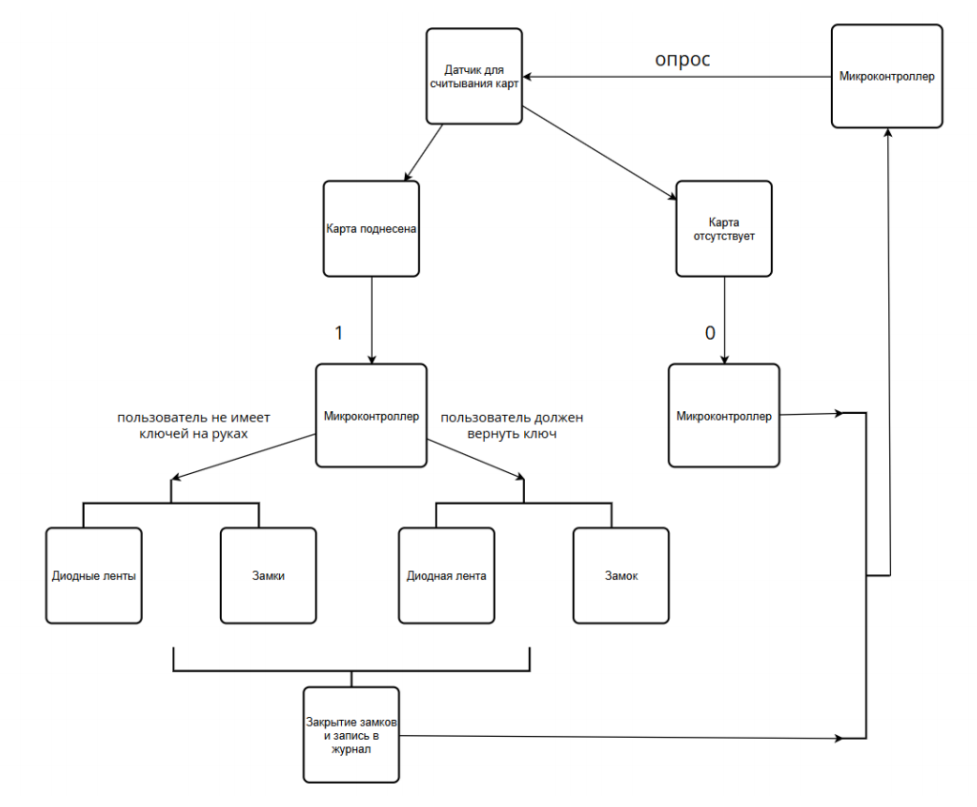 Датчик для
считывания карт
опрос
Микроконтроллер
Карта поднесена
Карта
отсутствует
1
0
Микроконтроллер
Микроконтроллер
пользователь не имеет
ключей на руках
пользователь должен
вернуть ключ
Диодные ленты
Замки
Диодная лента
Замок
Закрытие замков
и запись в
журнал